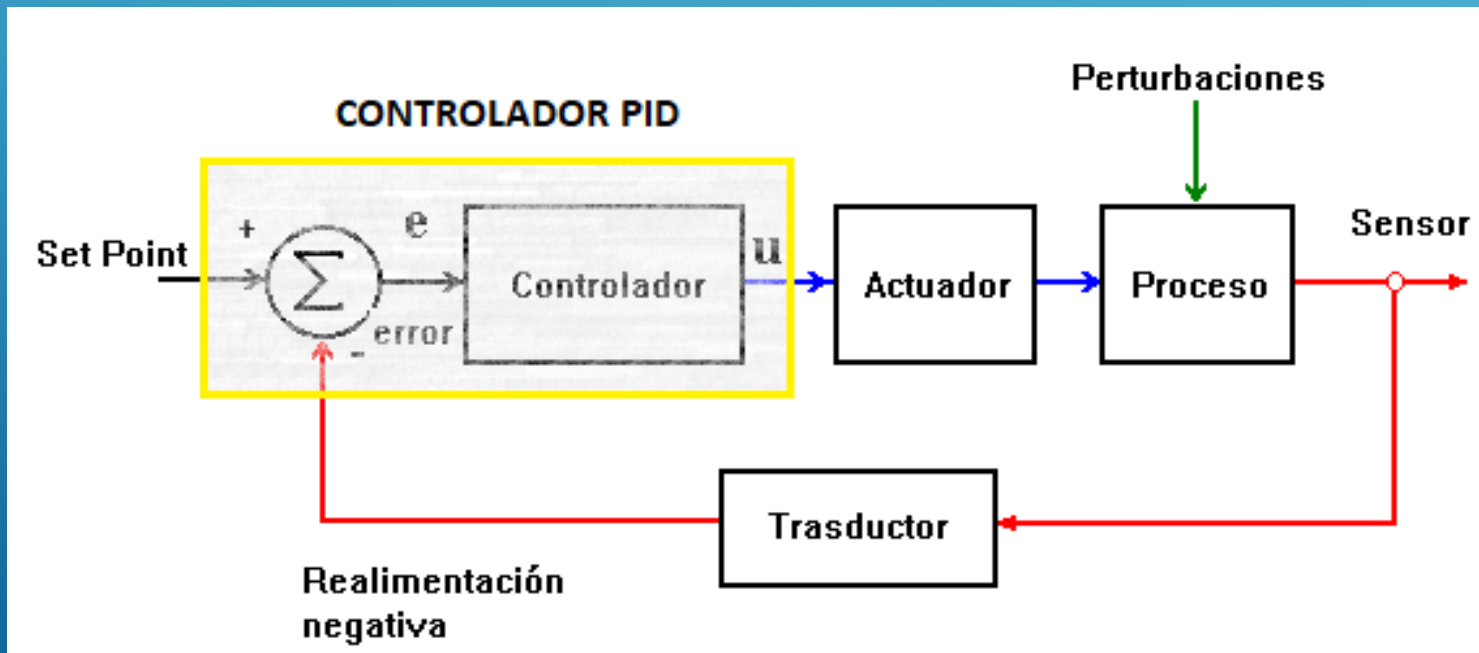 Perturbaciones
CONTROLADOR PID
Sensor
Set Point
+
e
Σ
Controlador
u
Actuador
Proceso
error
-
Trasductor
Realimentación
negativa